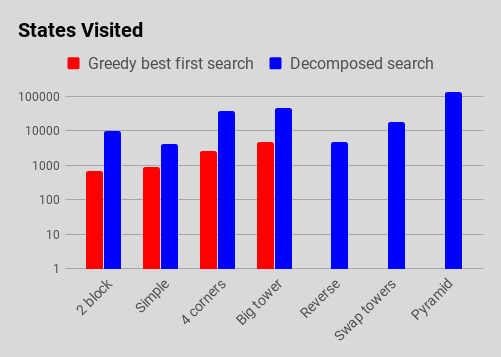 States Visited
Greedy best first search
Decomposed search
100000
10000
1000
100
10
1
2 block
Simple
4 corners
Big tower
Reverse
Swap towers
Pyramid